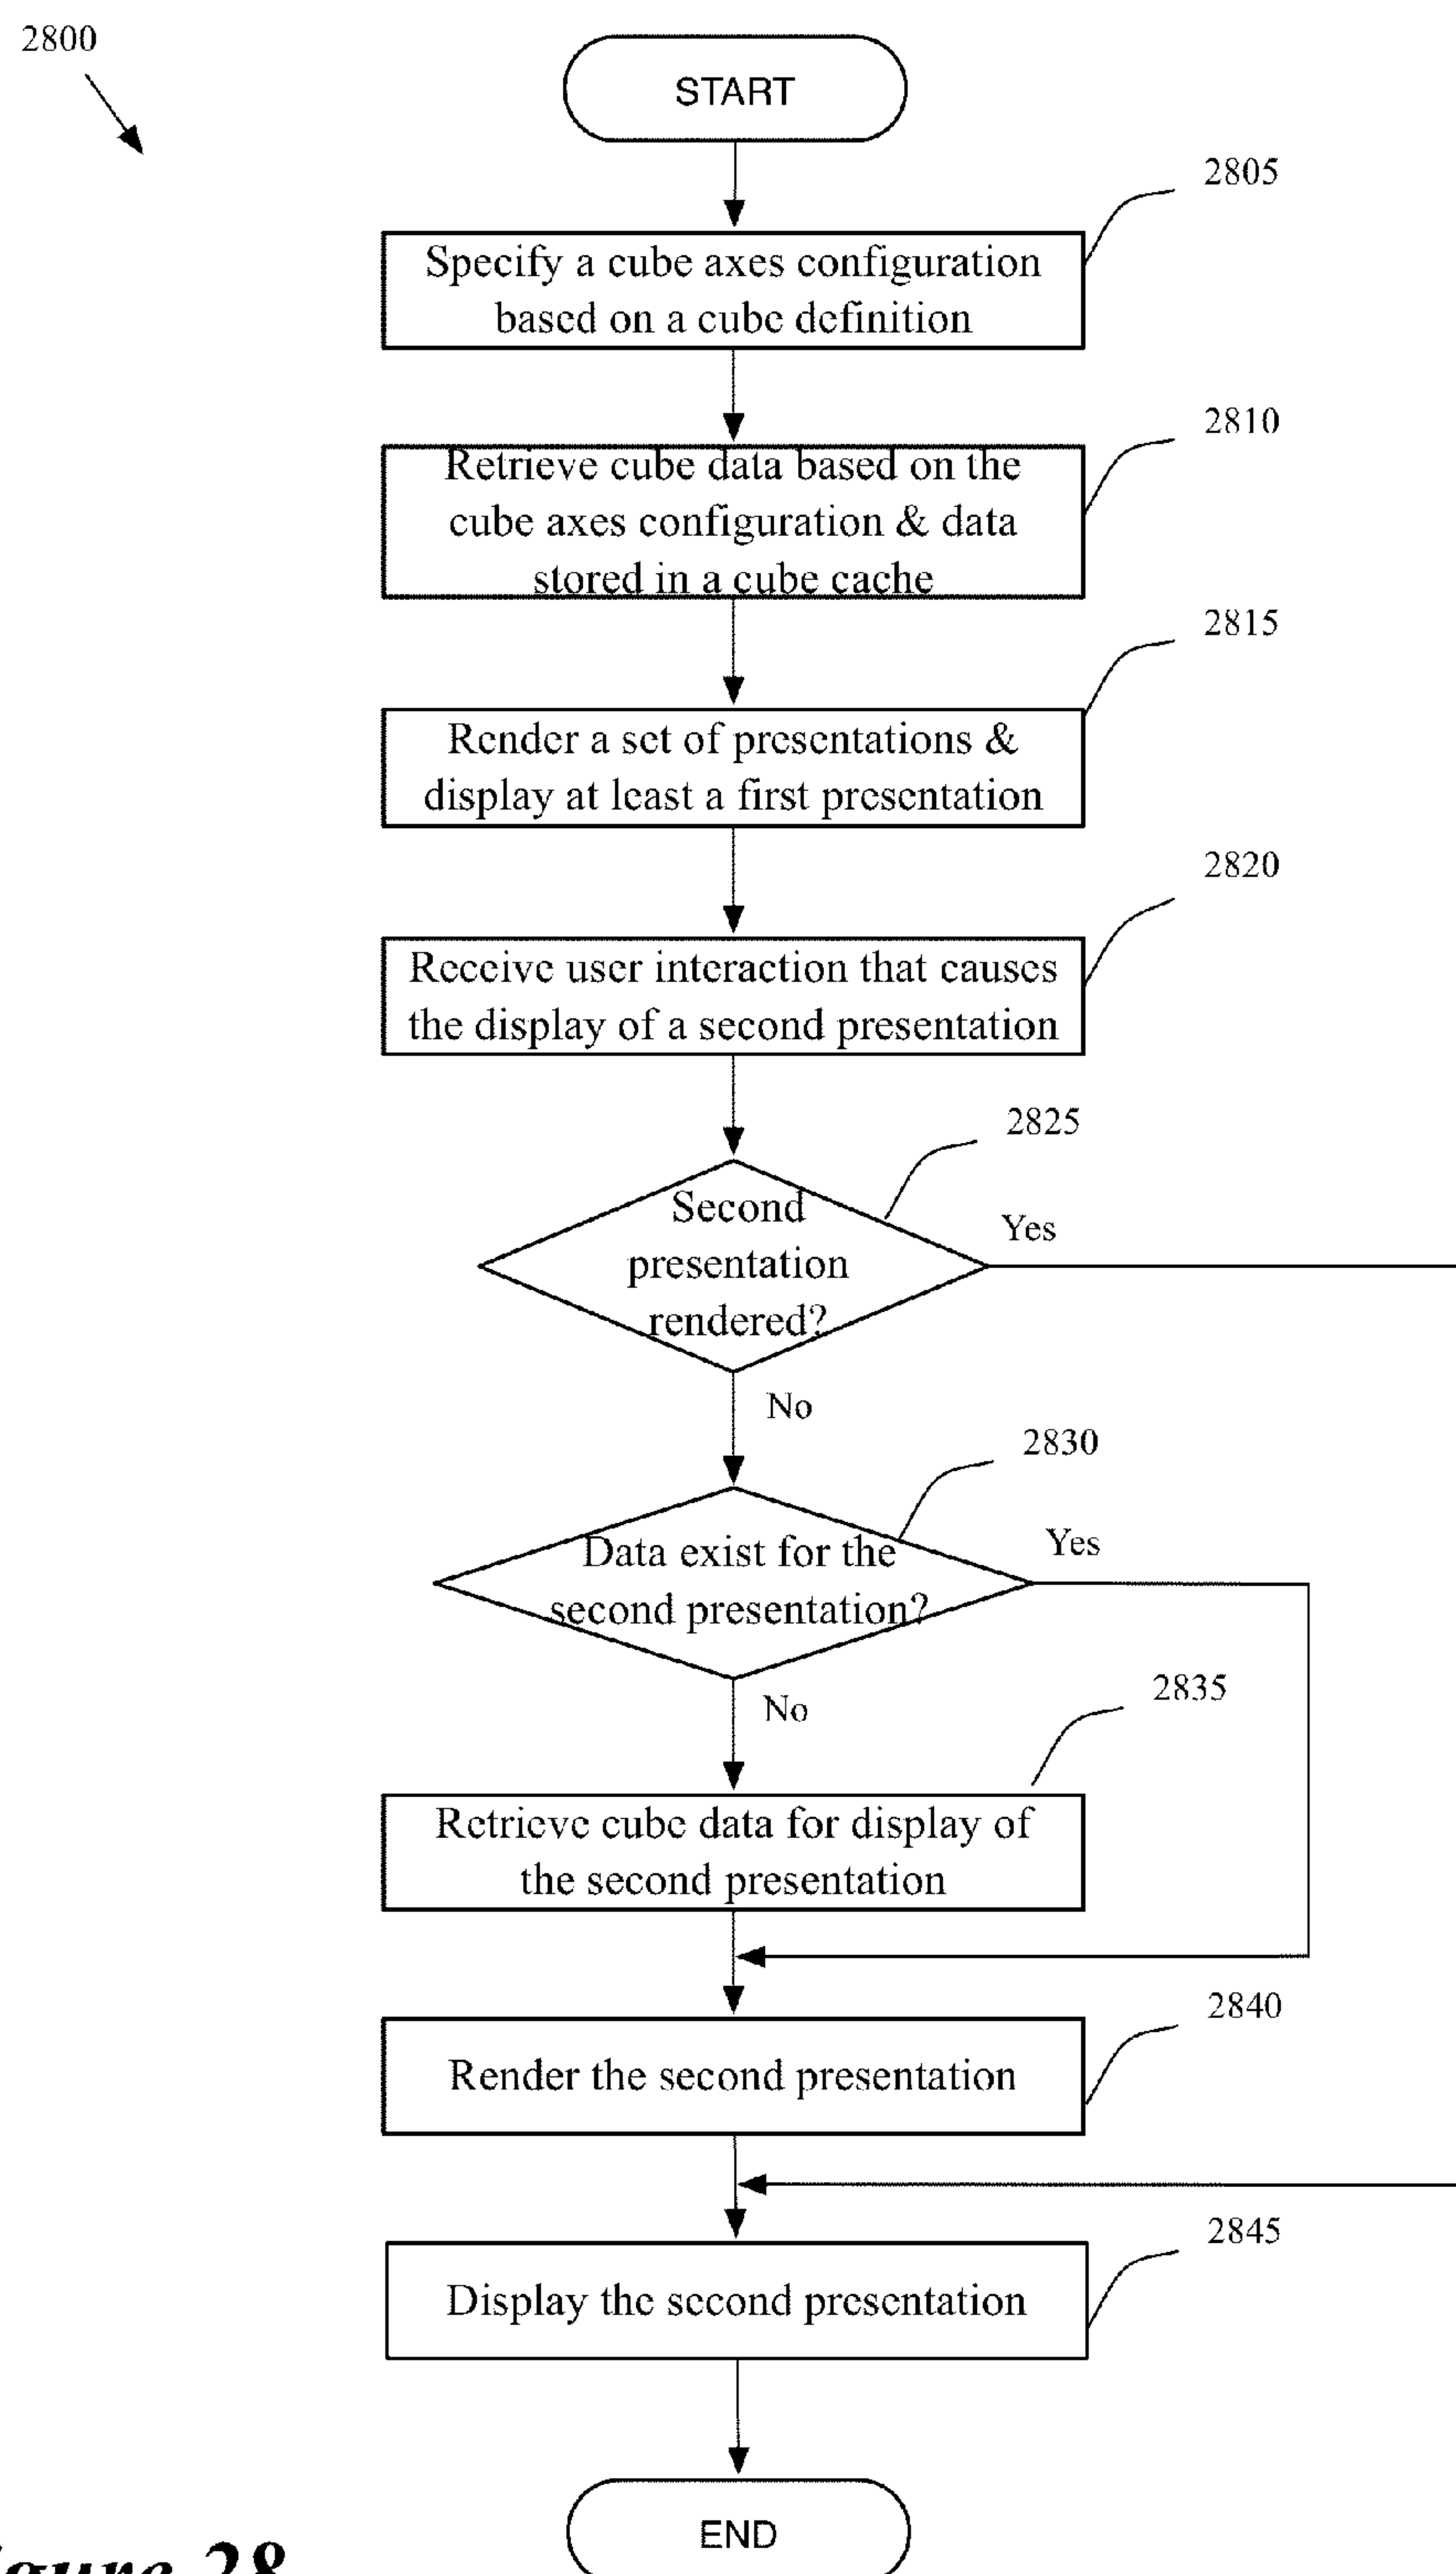 2800
START
2805
Specify a cube axes configuration
based on a cube definition
2810
Retrieve cube data based on the
cube axes configuration & data
stored in a cube cache
2815
Render a set of presentations &
display at least a first presentation
2820
Receive user interaction that causes
the display of a second presentation
2825
Second
presentation
rendered?
Yes
No
2830
Data exist for the
second presentation?
Yes
No
2835
Retrieve cube data for display of
the second presentation
2840
Render the second presentation
2845
Display the second presentation
END
28